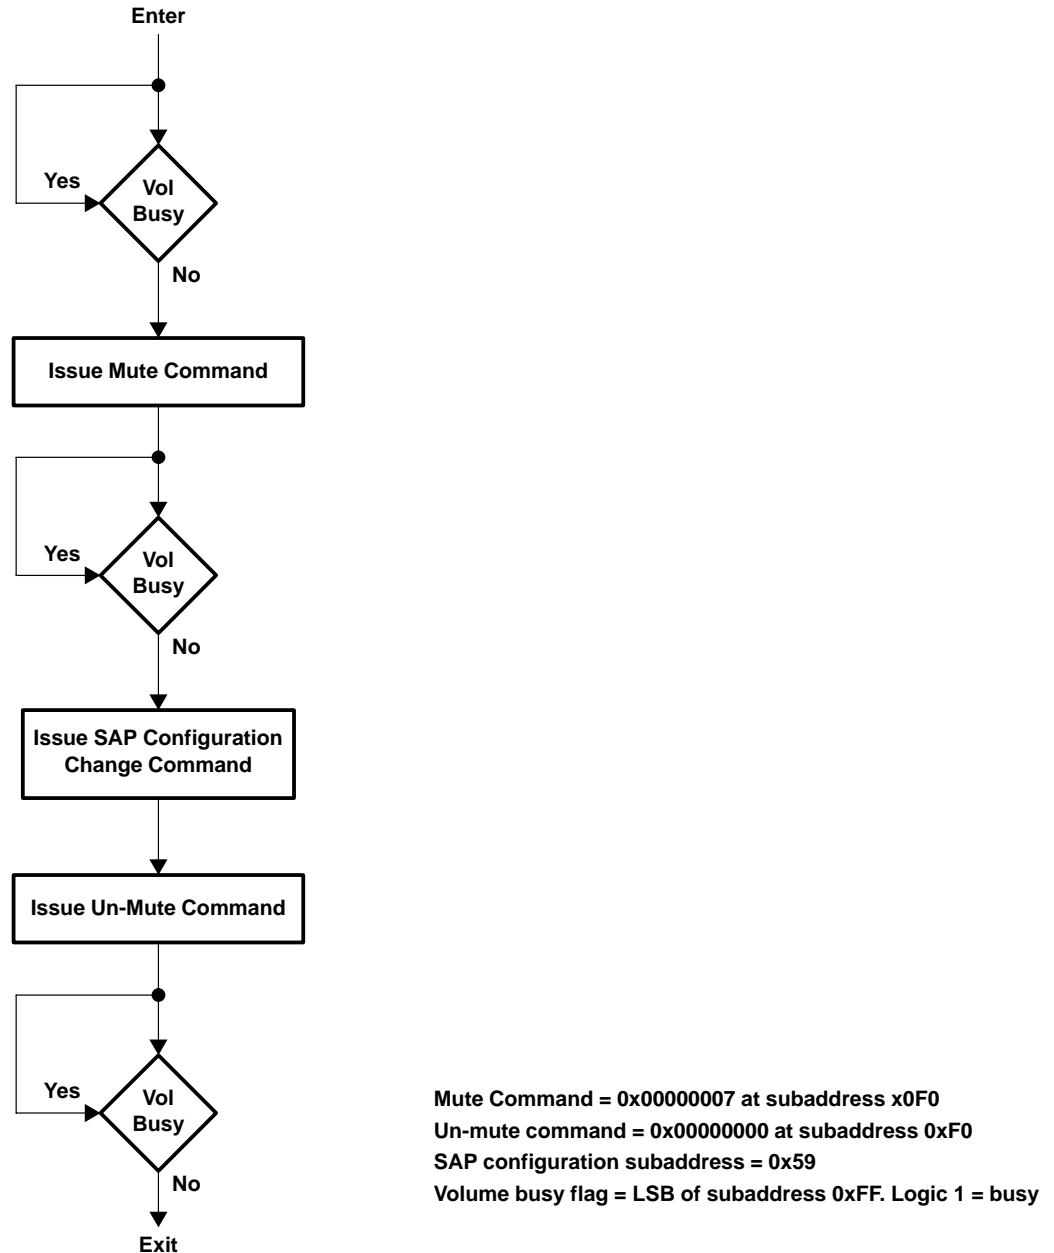 Enter
Yes
Vol
Busy
No
Issue Mute Command
Yes
Vol
Busy
No
Issue SAP Configuration
Change Command
Issue Un-Mute Command
Yes
Vol
Busy
No
Exit
Mute Command = 0x00000007 at subaddress x0F0
Un-mute command = 0x00000000 at subaddress 0xF0
SAP configuration subaddress = 0x59
Volume busy flag = LSB of subaddress 0xFF. Logic 1 = busy